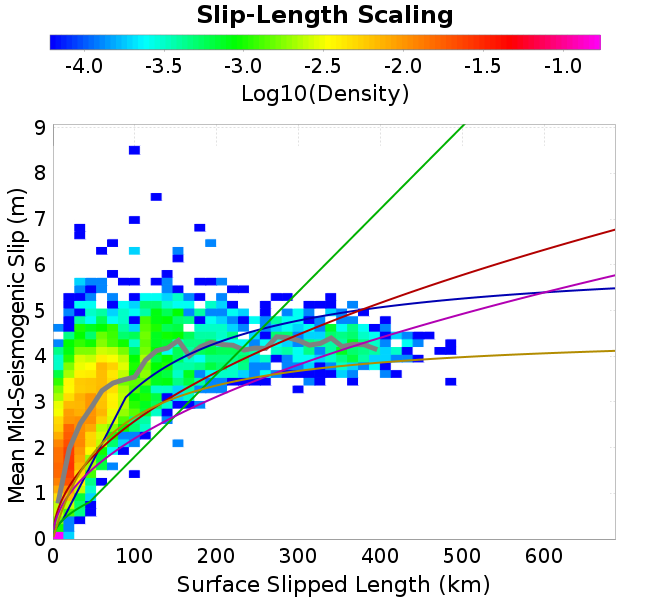 Slip-Length Scaling
-4.0 -3.5 -3.0 -2.5 -2.0 -1.5 -1.0
Log10(Density)
Mean Mid-Seismogenic Slip (m)
9
8
7
6
5
4
3
2
1
0
0 100 200 300 400 500 600
Surface Slipped Length (km)